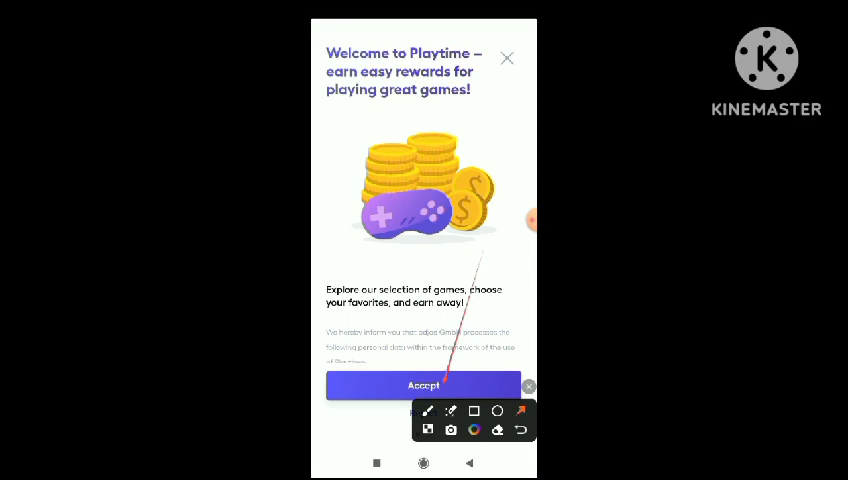 Welcome to Playtime –
earn easy rewards for
playing great games!
K
KINEMASTER
Explore our selection of games, choose
your favorites, and earn away!
We hereby inform you that adjoe GmbH processes the
following personal data within the framework of the use
of Playtime
Accept